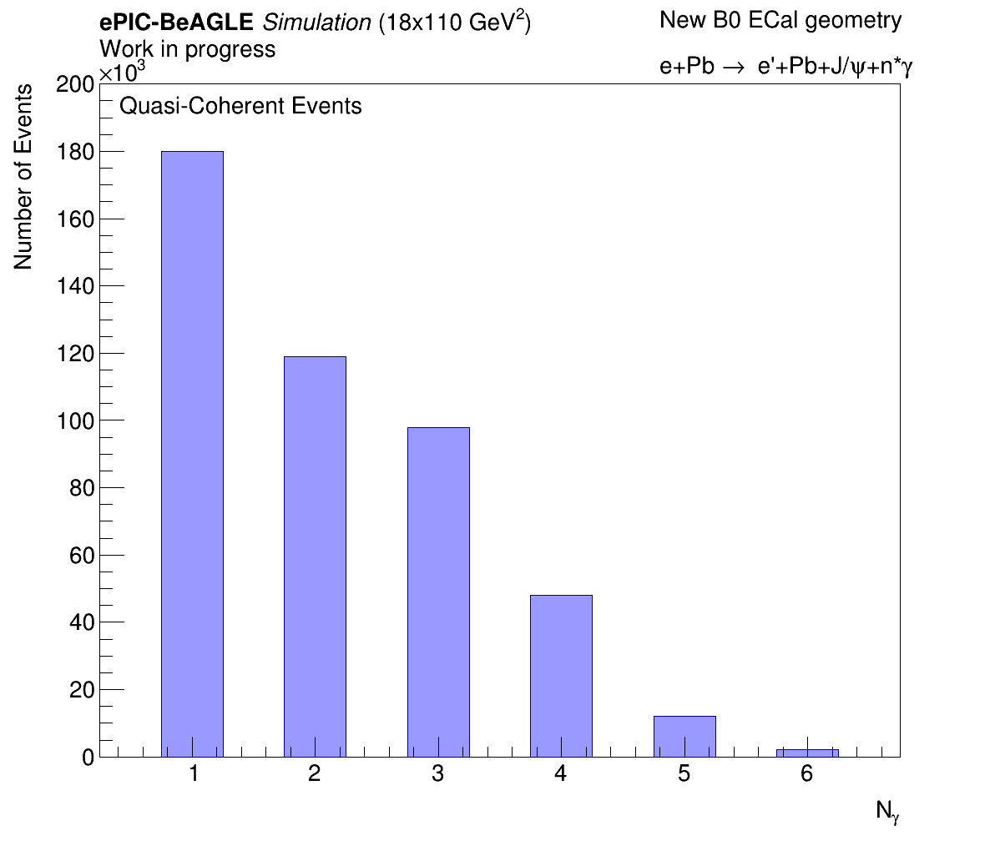 ePIC-BeAGLE Simulation (18x110 GeV²)
Work in progress
New B0 ECal geometry
e+Pb → e'+Pb+J/ψ+n*γ
×10³
Quasi-Coherent Events
Number of Events
200
180
160
140
120
100
80
60
40
20
0
1 2 3 4 5 6
Nᵧ